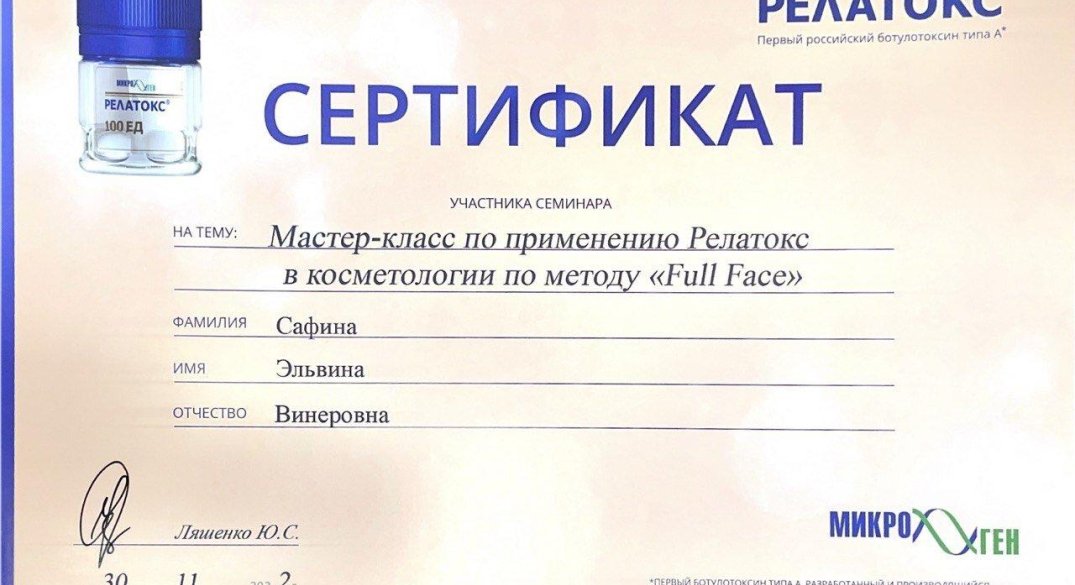 РЕЛАТОКС
Первый российский ботулотоксин типа А*
МИКРОГЕН
РЕЛАТОКС®
100 ЕД
СЕРТИФИКАТ
УЧАСТНИКА СЕМИНАРА
НА ТЕМУ: Мастер-класс по применению Релатокс
в косметологии по методу «Full Face»
ФАМИЛИЯ Сафина
ИМЯ Эльвина
ОТЧЕСТВО Винеровна
Ляшенко Ю.С.
МИКРОГЕН
30 11 2022
*ПЕРВЫЙ БОТУЛОТОКСИН ТИПА А, РАЗРАБОТАННЫЙ И ПРОИЗВОДЯЩИЙСЯ